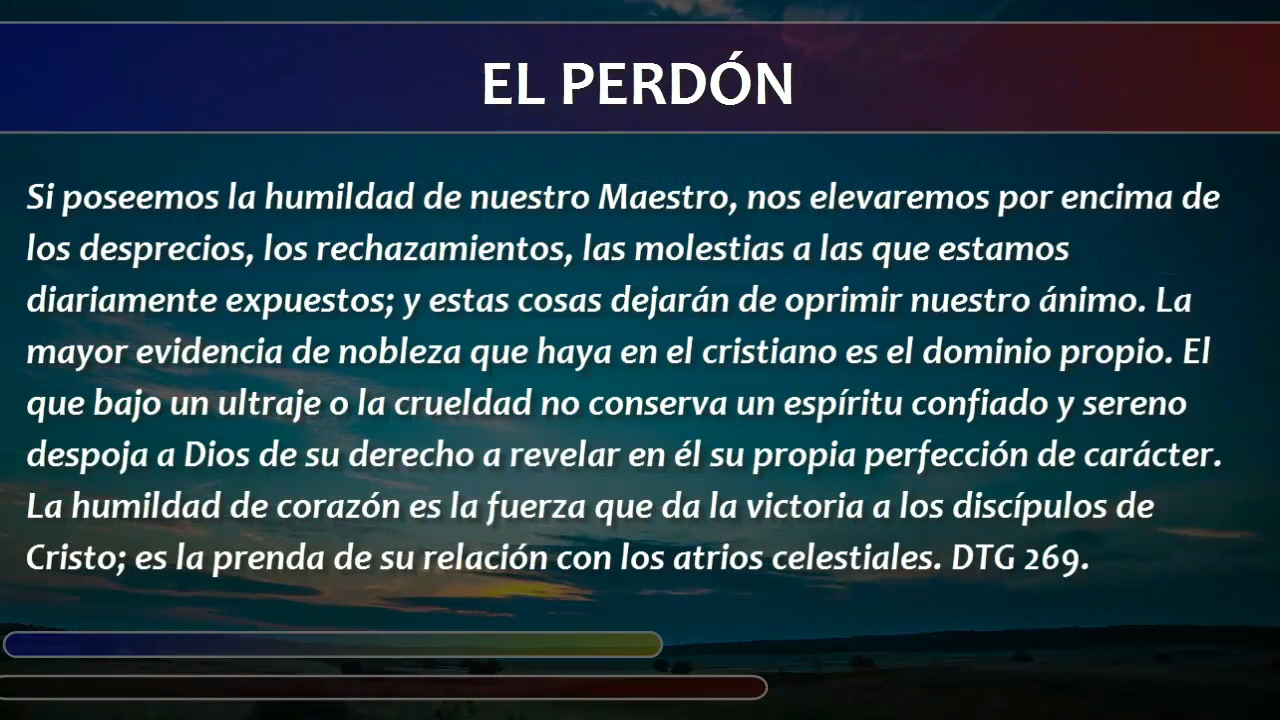 EL PERDÓN
Si poseemos la humildad de nuestro Maestro, nos elevaremos por encima de
los desprecios, los rechazamientos, las molestias a las que estamos
diariamente expuestos; y estas cosas dejarán de oprimir nuestro ánimo. La
mayor evidencia de nobleza que haya en el cristiano es el dominio propio. El
que bajo un ultraje o la crueldad no conserva un espíritu confiado y sereno
despoja a Dios de su derecho a revelar en él su propia perfección de carácter.
La humildad de corazón es la fuerza que da la victoria a los discípulos de
Cristo; es la prenda de su relación con los atrios celestiales. DTG 269.